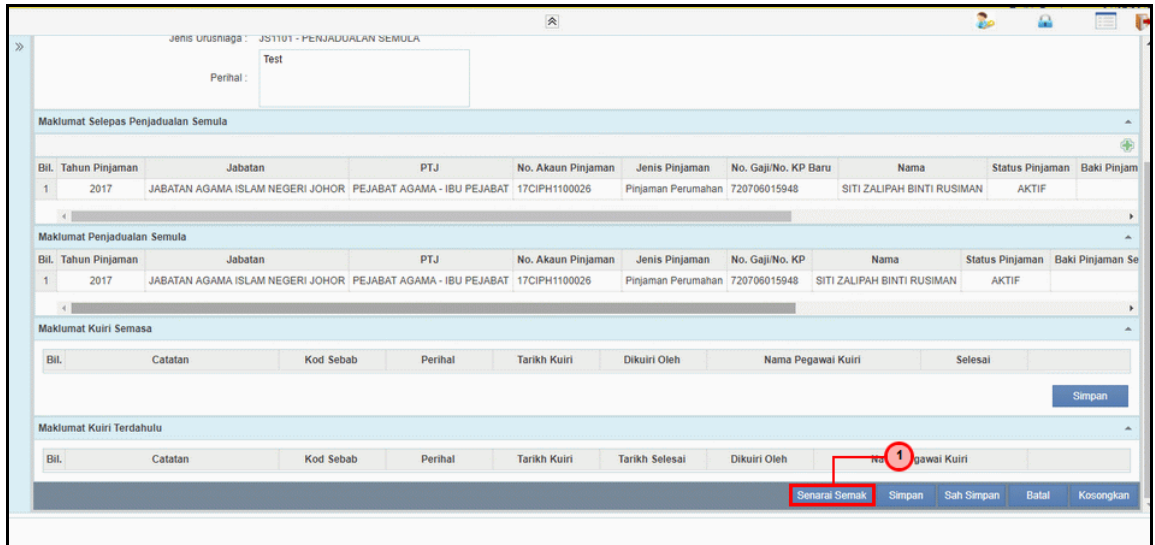 Jenis Urusniaga : JS1101 - PENJADUALAN SEMULA
Perihal : Test
Maklumat Selepas Penjadualan Semula
Bil. Tahun Pinjaman Jabatan PTJ No. Akaun Pinjaman Jenis Pinjaman No. Gaji/No. KP Baru Nama Status Pinjaman Baki Pinjam
1 2017 JABATAN AGAMA ISLAM NEGERI JOHOR PEJABAT AGAMA - IBU PEJABAT 17CIPH1100026 Pinjaman Perumahan 720706015948 SITI ZALIPAH BINTI RUSIMAN AKTIF
Maklumat Penjadualan Semula
Bil. Tahun Pinjaman Jabatan PTJ No. Akaun Pinjaman Jenis Pinjaman No. Gaji/No. KP Nama Status Pinjaman Baki Pinjaman Se
1 2017 JABATAN AGAMA ISLAM NEGERI JOHOR PEJABAT AGAMA - IBU PEJABAT 17CIPH1100026 Pinjaman Perumahan 720706015948 SITI ZALIPAH BINTI RUSIMAN AKTIF
Maklumat Kuiri Semasa
Bil. Catatan Kod Sebab Perihal Tarikh Kuiri Dikuiri Oleh Nama Pegawai Kuiri Selesai
Simpan
Maklumat Kuiri Terdahulu
Bil. Catatan Kod Sebab Perihal Tarikh Kuiri Tarikh Selesai Dikuiri Oleh Na 1 gawai Kuiri
Senarai Semak Simpan Sah Simpan Batal Kosongkan